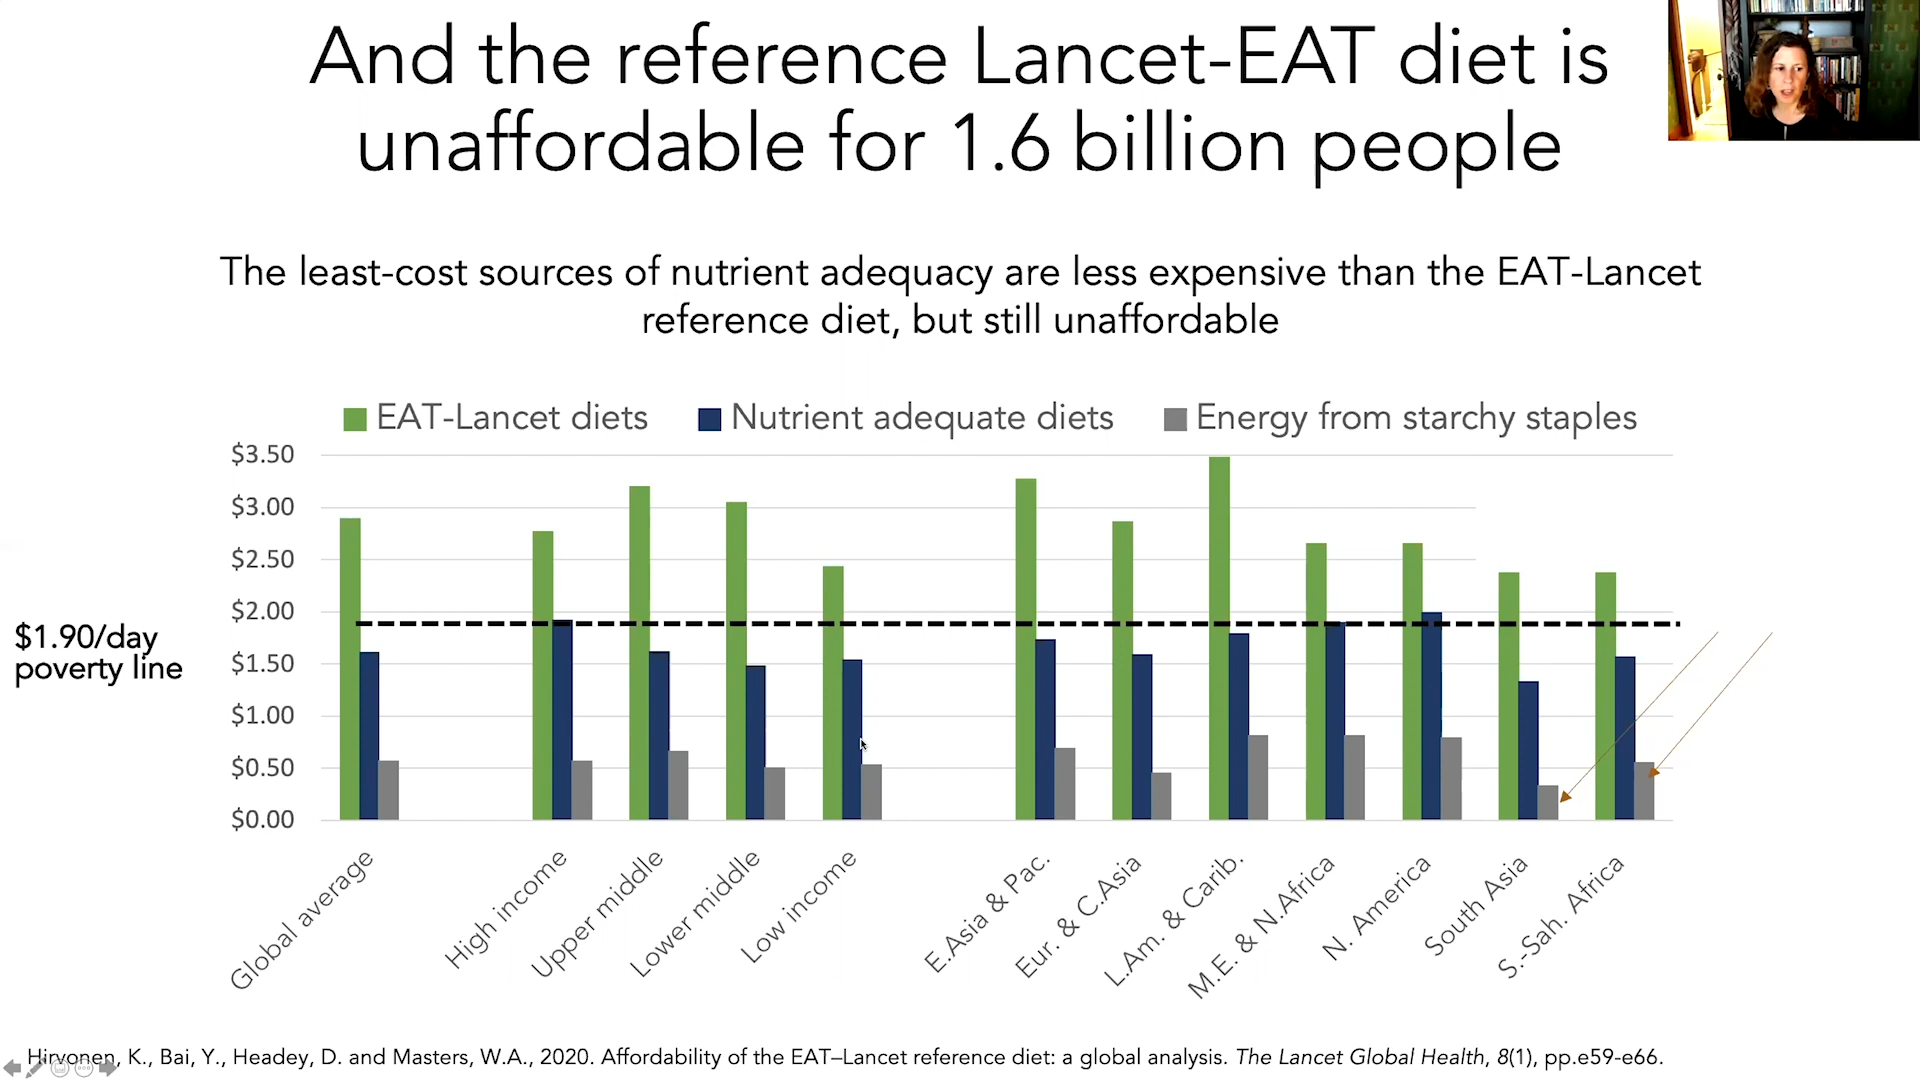 And the reference Lancet-EAT diet is
unaffordable for 1.6 billion people
The least-cost sources of nutrient adequacy are less expensive than the EAT-Lancet
reference diet, but still unaffordable
EAT-Lancet diets
Nutrient adequate diets
Energy from starchy staples
$3.50
$3.00
$2.50
$2.00
$1.50
$1.00
$0.50
$0.00
$1.90/day
poverty line
Global average
High income
Upper middle
Lower middle
Low income
E.Asia & Pac.
Eur. & C.Asia
L.Am. & Carib.
M.E. & N.Africa
N. America
South Asia
S.-Sah. Africa
Hirvonen, K., Bai, Y., Headey, D. and Masters, W.A., 2020. Affordability of the EAT–Lancet reference diet: a global analysis. The Lancet Global Health, 8(1), pp.e59-e66.